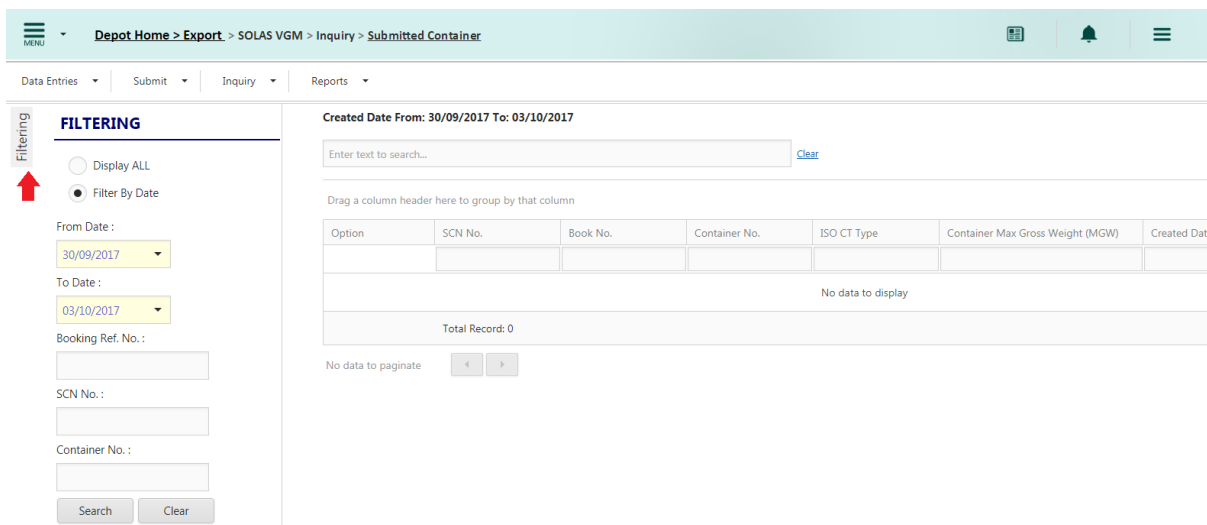 MENU
Depot Home > Export > SOLAS VGM > Inquiry > Submitted Container
Data Entries Submit Inquiry Reports
Filtering
FILTERING
Display ALL
Filter By Date
From Date :
30/09/2017
To Date :
03/10/2017
Booking Ref. No. :
SCN No. :
Container No. :
Search Clear
Created Date From: 30/09/2017 To: 03/10/2017
Enter text to search... Clear
Drag a column header here to group by that column
Option SCN No. Book No. Container No. ISO CT Type Container Max Gross Weight (MGW) Created Dat
No data to display
Total Record: 0
No data to paginate